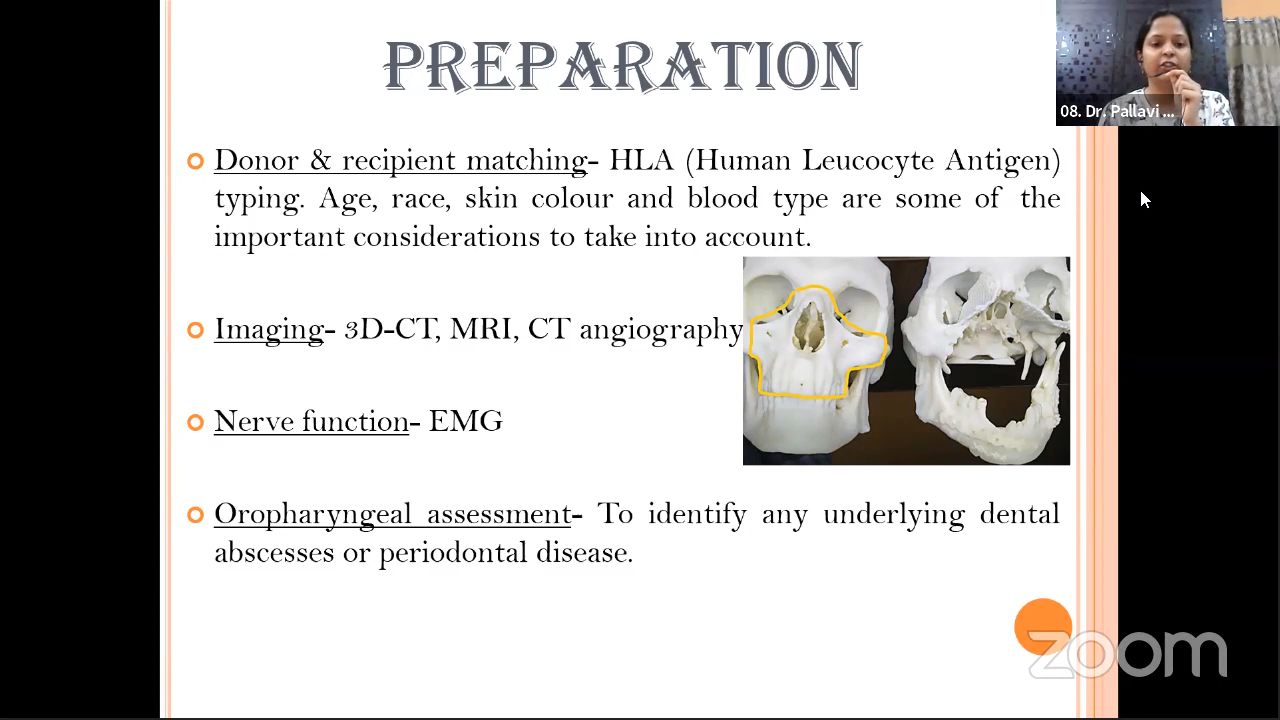 PREPARATION
08. Dr. Pallavi ...
Donor & recipient matching- HLA (Human Leucocyte Antigen)
typing. Age, race, skin colour and blood type are some of the
important considerations to take into account.
Imaging- 3D-CT, MRI, CT angiography
Nerve function- EMG
Oropharyngeal assessment- To identify any underlying dental
abscesses or periodontal disease.
zoom